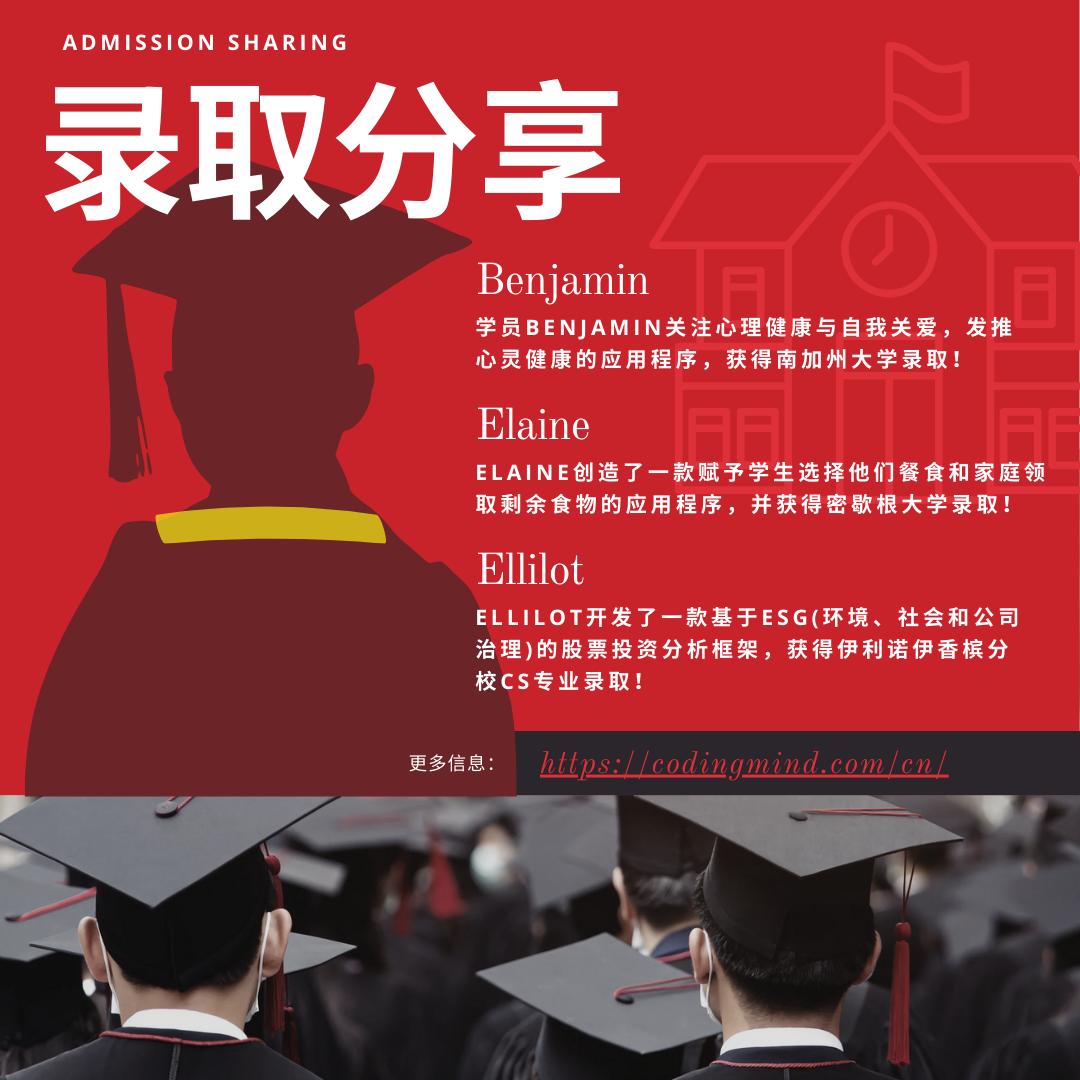 ADMISSION SHARING
录取分享
Benjamin
学员BENJAMIN关注心理健康与自我关爱，发推
心灵健康的应用程序，获得南加州大学录取！
Elaine
ELAINE创造了一款赋予学生选择他们餐食和家庭领
取剩余食物的应用程序，并获得密歇根大学录取！
Ellilot
ELLILOT开发了一款基于ESG(环境、社会和公司
治理)的股票投资分析框架，获得伊利诺伊香槟分
校CS专业录取！
更多信息：
https://codingmind.com/cn/